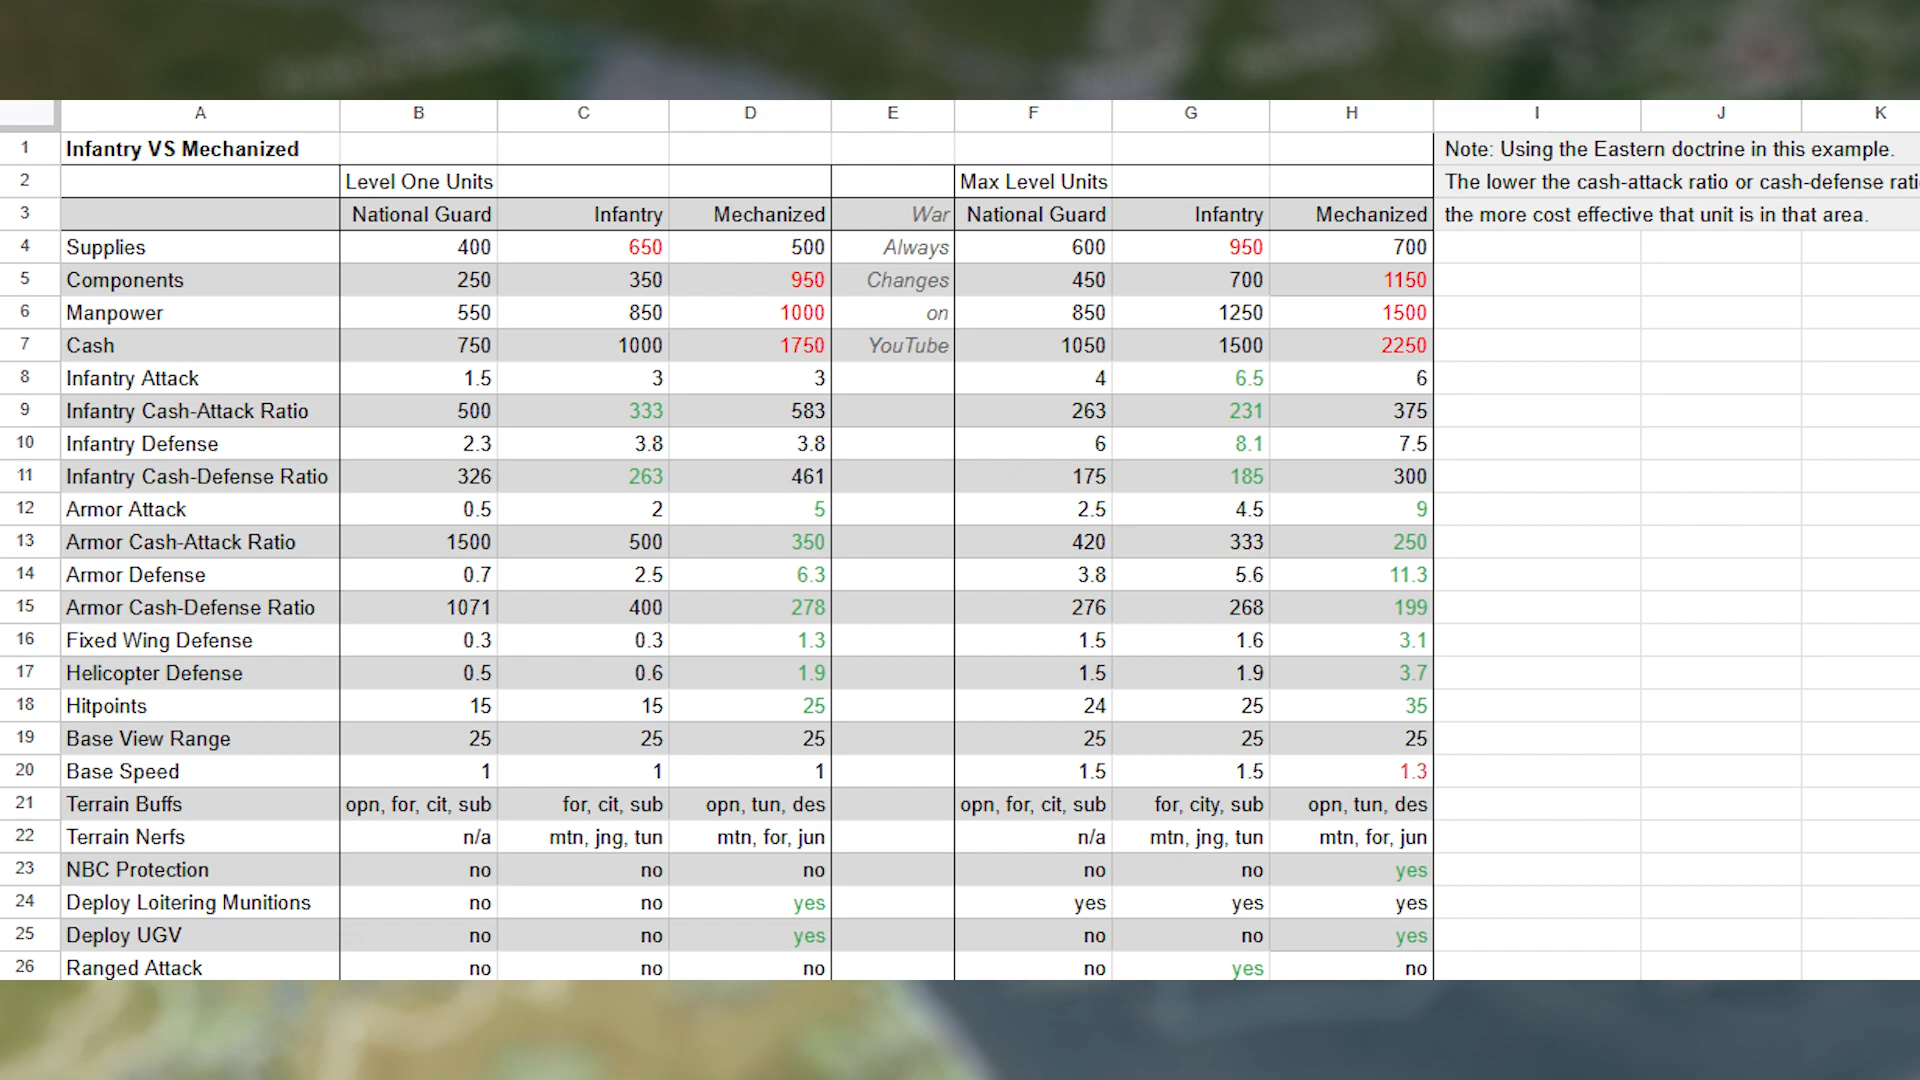 A B C D E F G H I J K
1 Infantry VS Mechanized Note: Using the Eastern doctrine in this example.
2 Level One Units Max Level Units The lower the cash-attack ratio or cash-defense rati
3 National Guard Infantry Mechanized War National Guard Infantry Mechanized the more cost effective that unit is in that area.
4 Supplies 400 650 500 Always 600 950 700
5 Components 250 350 950 Changes 450 700 1150
6 Manpower 550 850 1000 on 850 1250 1500
7 Cash 750 1000 1750 YouTube 1050 1500 2250
8 Infantry Attack 1.5 3 3 4 6.5 6
9 Infantry Cash-Attack Ratio 500 333 583 263 231 375
10 Infantry Defense 2.3 3.8 3.8 6 8.1 7.5
11 Infantry Cash-Defense Ratio 326 263 461 175 185 300
12 Armor Attack 0.5 2 5 2.5 4.5 9
13 Armor Cash-Attack Ratio 1500 500 350 420 333 250
14 Armor Defense 0.7 2.5 6.3 3.8 5.6 11.3
15 Armor Cash-Defense Ratio 1071 400 278 276 268 199
16 Fixed Wing Defense 0.3 0.3 1.3 1.5 1.6 3.1
17 Helicopter Defense 0.5 0.6 1.9 1.5 1.9 3.7
18 Hitpoints 15 15 25 24 25 35
19 Base View Range 25 25 25 25 25 25
20 Base Speed 1 1 1 1.5 1.5 1.3
21 Terrain Buffs opn, for, cit, sub for, cit, sub opn, tun, des opn, for, cit, sub for, city, sub opn, tun, des
22 Terrain Nerfs n/a mtn, jng, tun mtn, for, jun n/a mtn, jng, tun mtn, for, jun
23 NBC Protection no no no no no yes
24 Deploy Loitering Munitions no no yes yes yes yes
25 Deploy UGV no no yes no no yes
26 Ranged Attack no no no no yes no